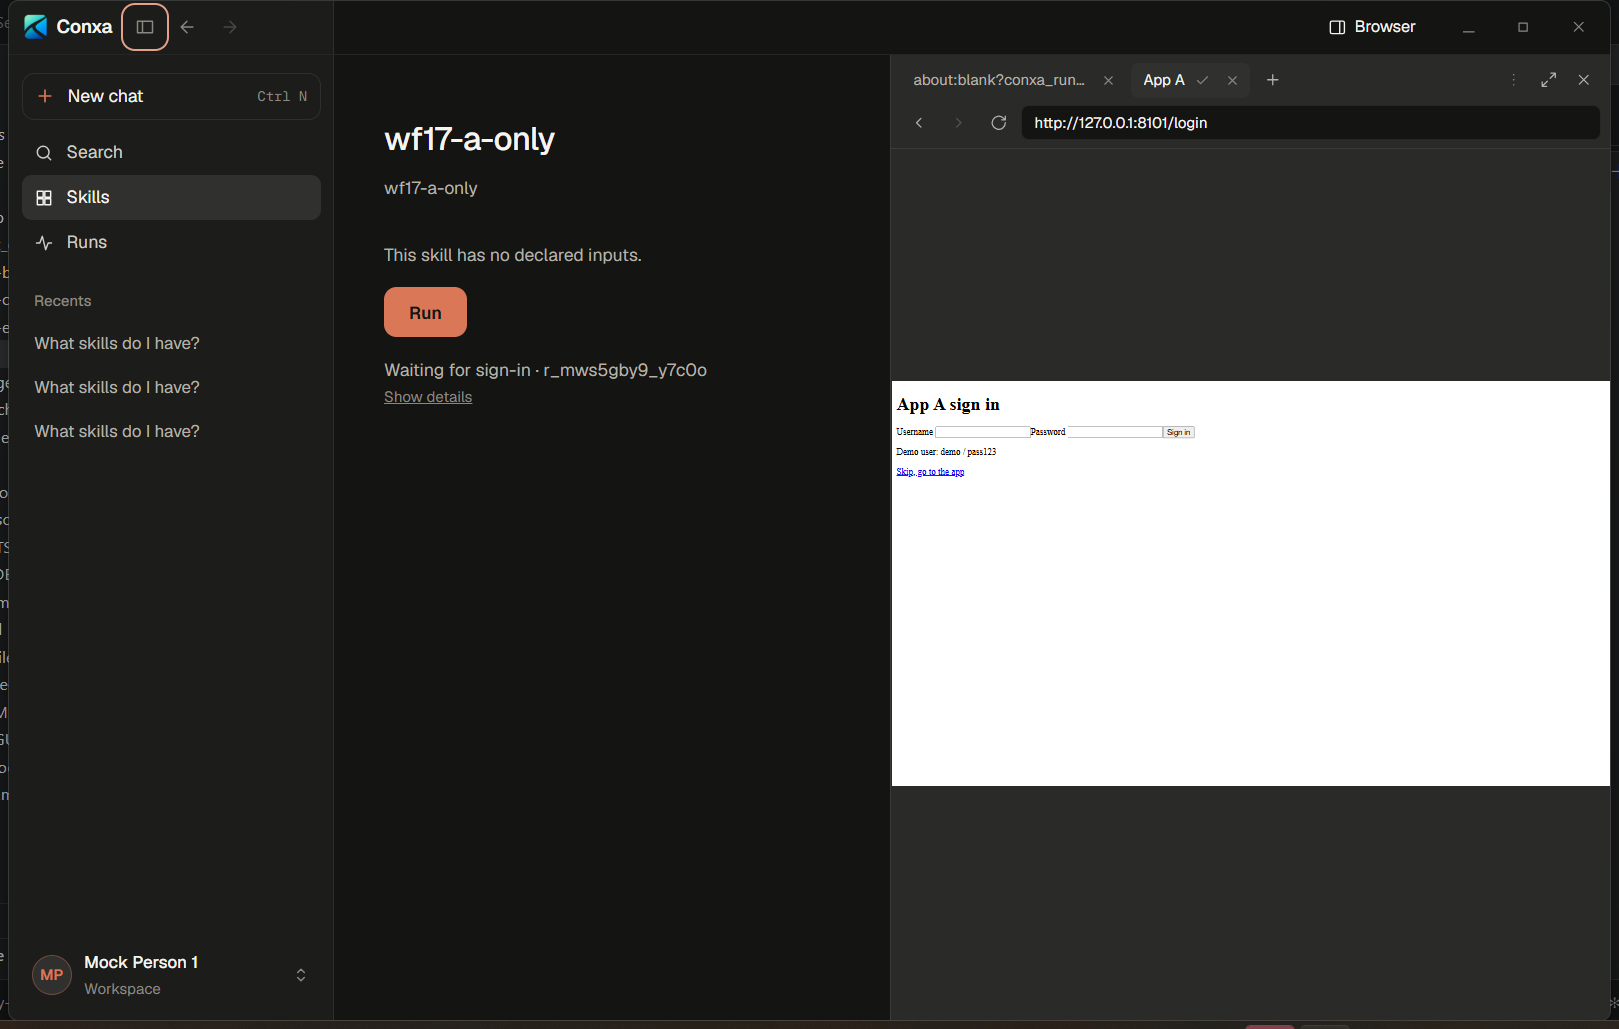 Conxa
Browser
New chat
Ctrl N
Search
Skills
Runs
Recents
What skills do I have?
What skills do I have?
What skills do I have?
MP
Mock Person 1
Workspace
wf17-a-only
wf17-a-only
This skill has no declared inputs.
Run
Waiting for sign-in · r_mws5gby9_y7c0o
Show details
about:blank?conxa_run...
App A
http://127.0.0.1:8101/login
App A sign in
Username
Password
Sign in
Demo user: demo / pass123
Skip, go to the app